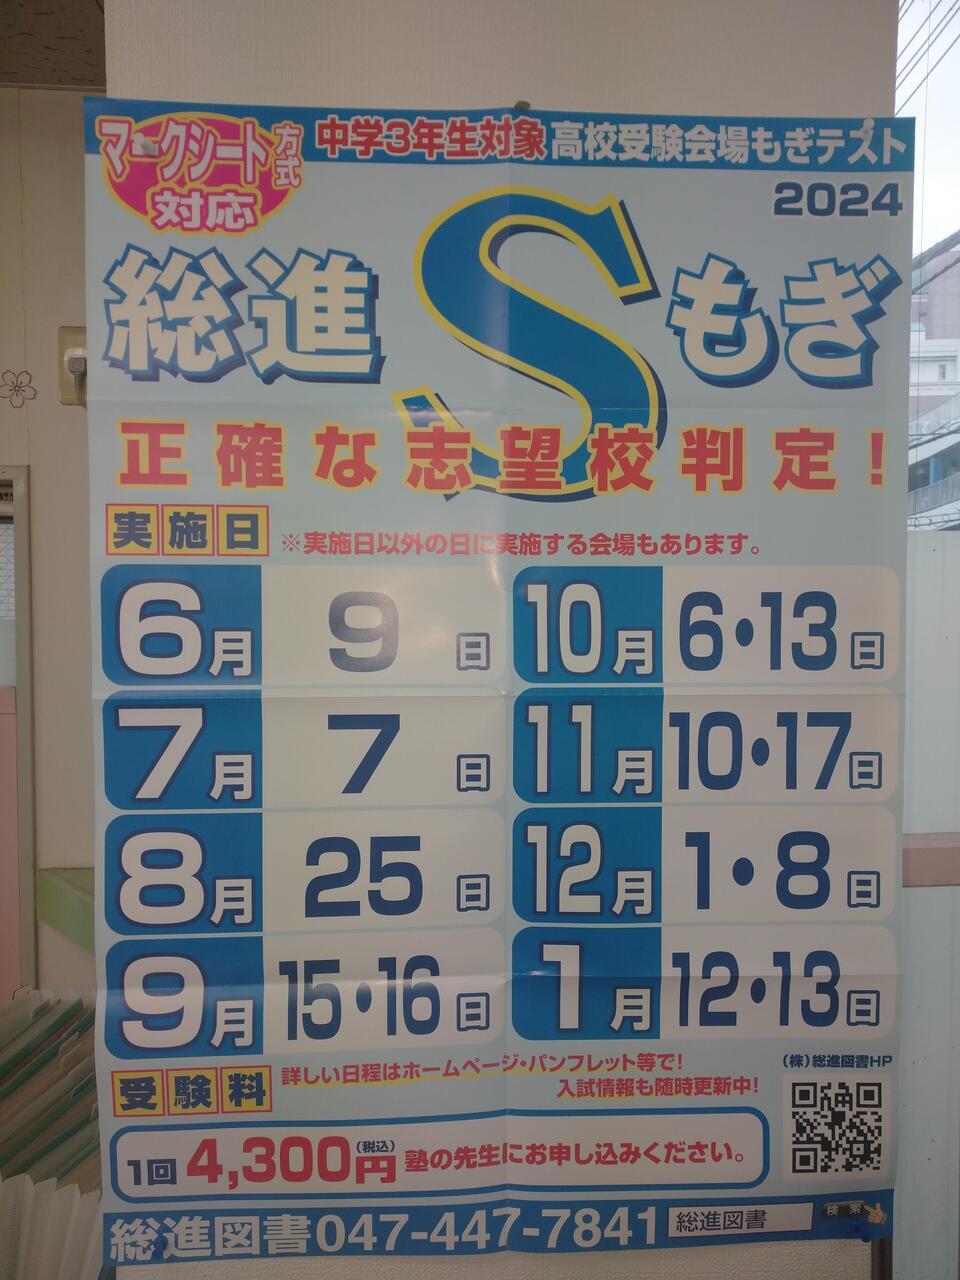 マークシート方式
対応
中学3年生対象 高校受験会場もぎテスト
2024
総進Sもぎ
正確な志望校判定!
実施日 ※実施日以外の日に実施する会場もあります。
6月 9日
7月 7日
8月 25日
9月 15・16日
10月 6・13日
11月 10・17日
12月 1・8日
1月 12・13日
受験料
詳しい日程はホームページ・パンフレット等で!
入試情報も随時更新中!
(株)総進図書HP
1回 4,300円(税込) 塾の先生にお申し込みください。
総進図書 047-447-7841 総進図書 検索